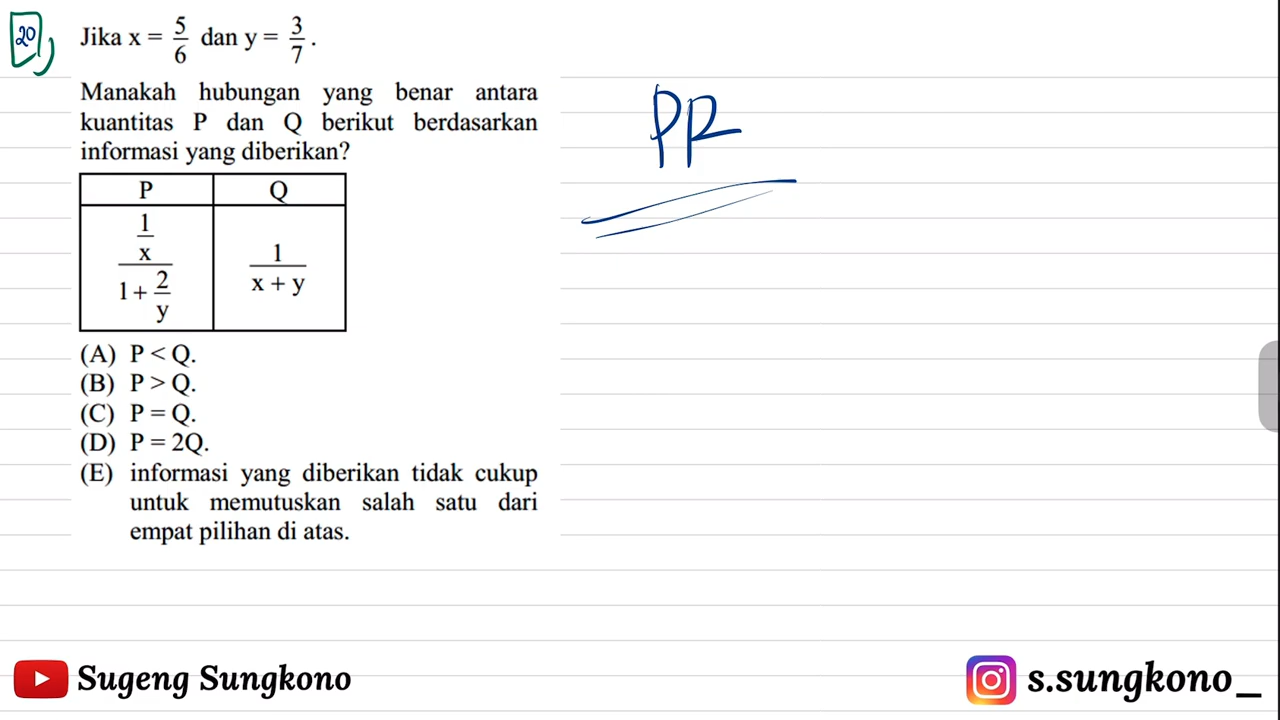 20) Jika x = 5/6 dan y = 3/7 .
Manakah hubungan yang benar antara
kuantitas P dan Q berikut berdasarkan
informasi yang diberikan?
P Q
(1/x)/(1 + 2/y) 1/(x + y)
(A) P < Q.
(B) P > Q.
(C) P = Q.
(D) P = 2Q.
(E) informasi yang diberikan tidak cukup
untuk memutuskan salah satu dari
empat pilihan di atas.
PR
Sugeng Sungkono
s.sungkono_